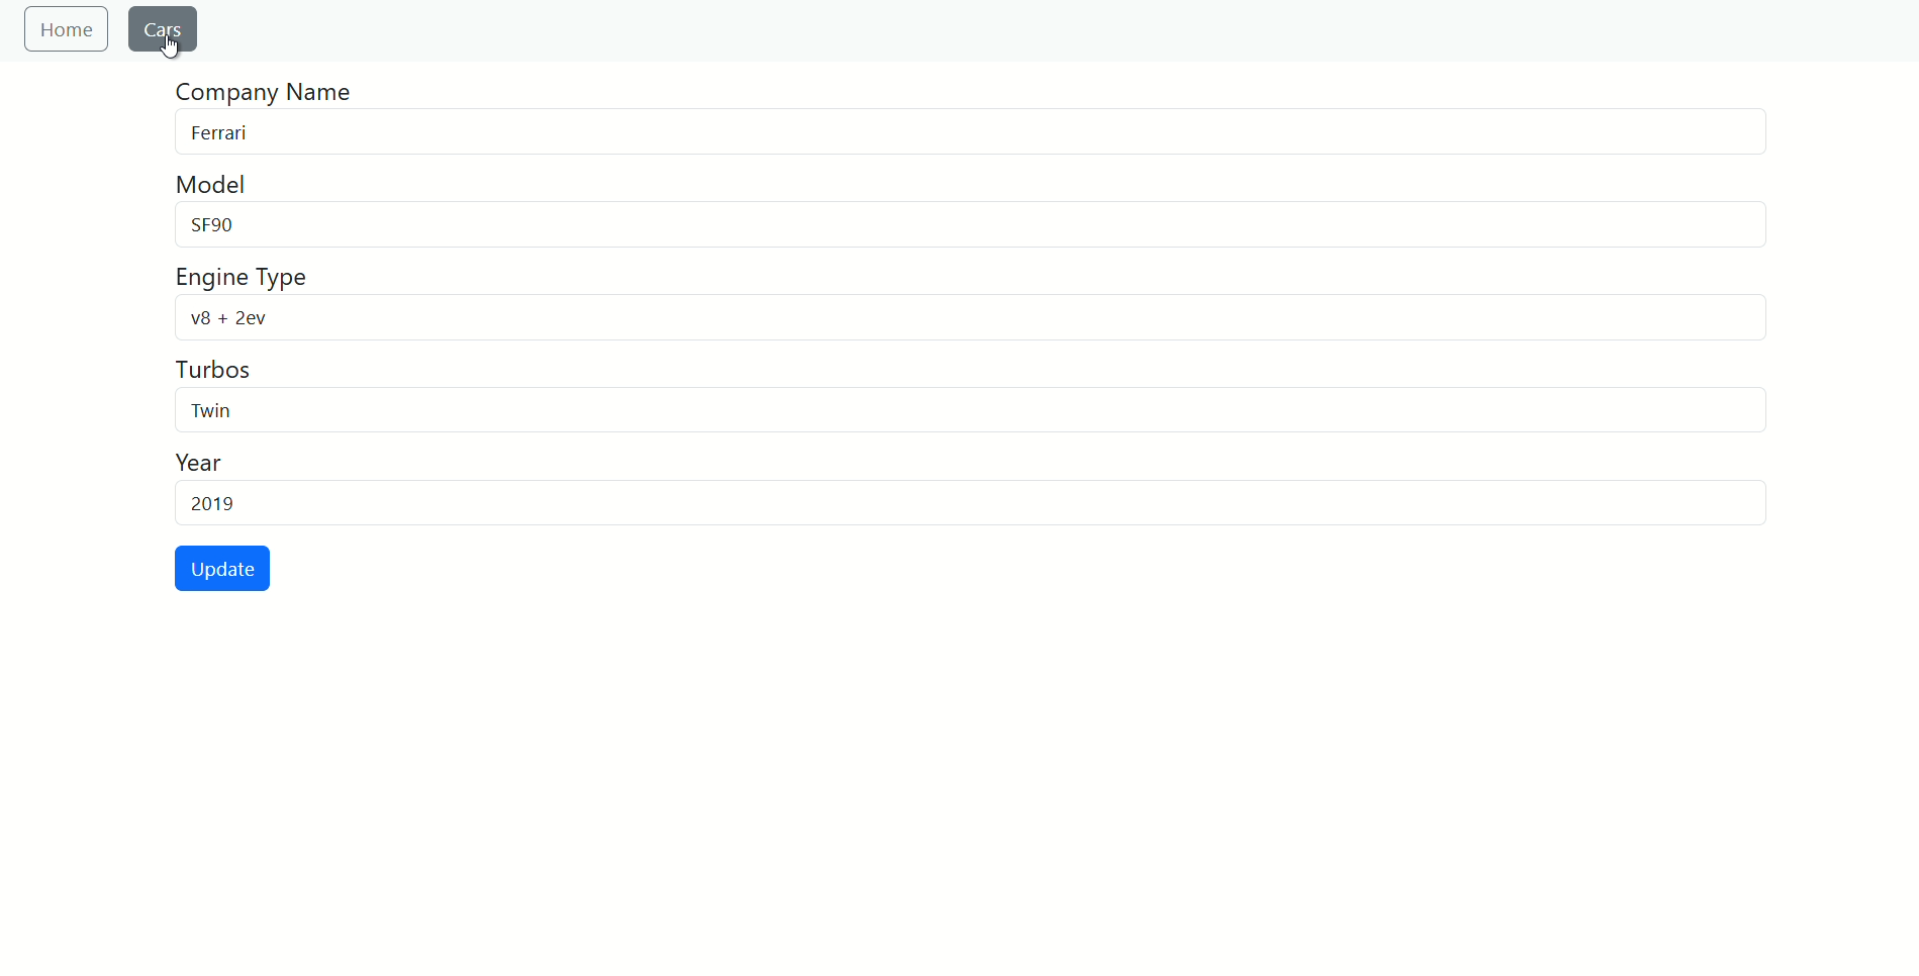 Home Cars
Company Name
Ferrari
Model
SF90
Engine Type
v8 + 2ev
Turbos
Twin
Year
2019
Update